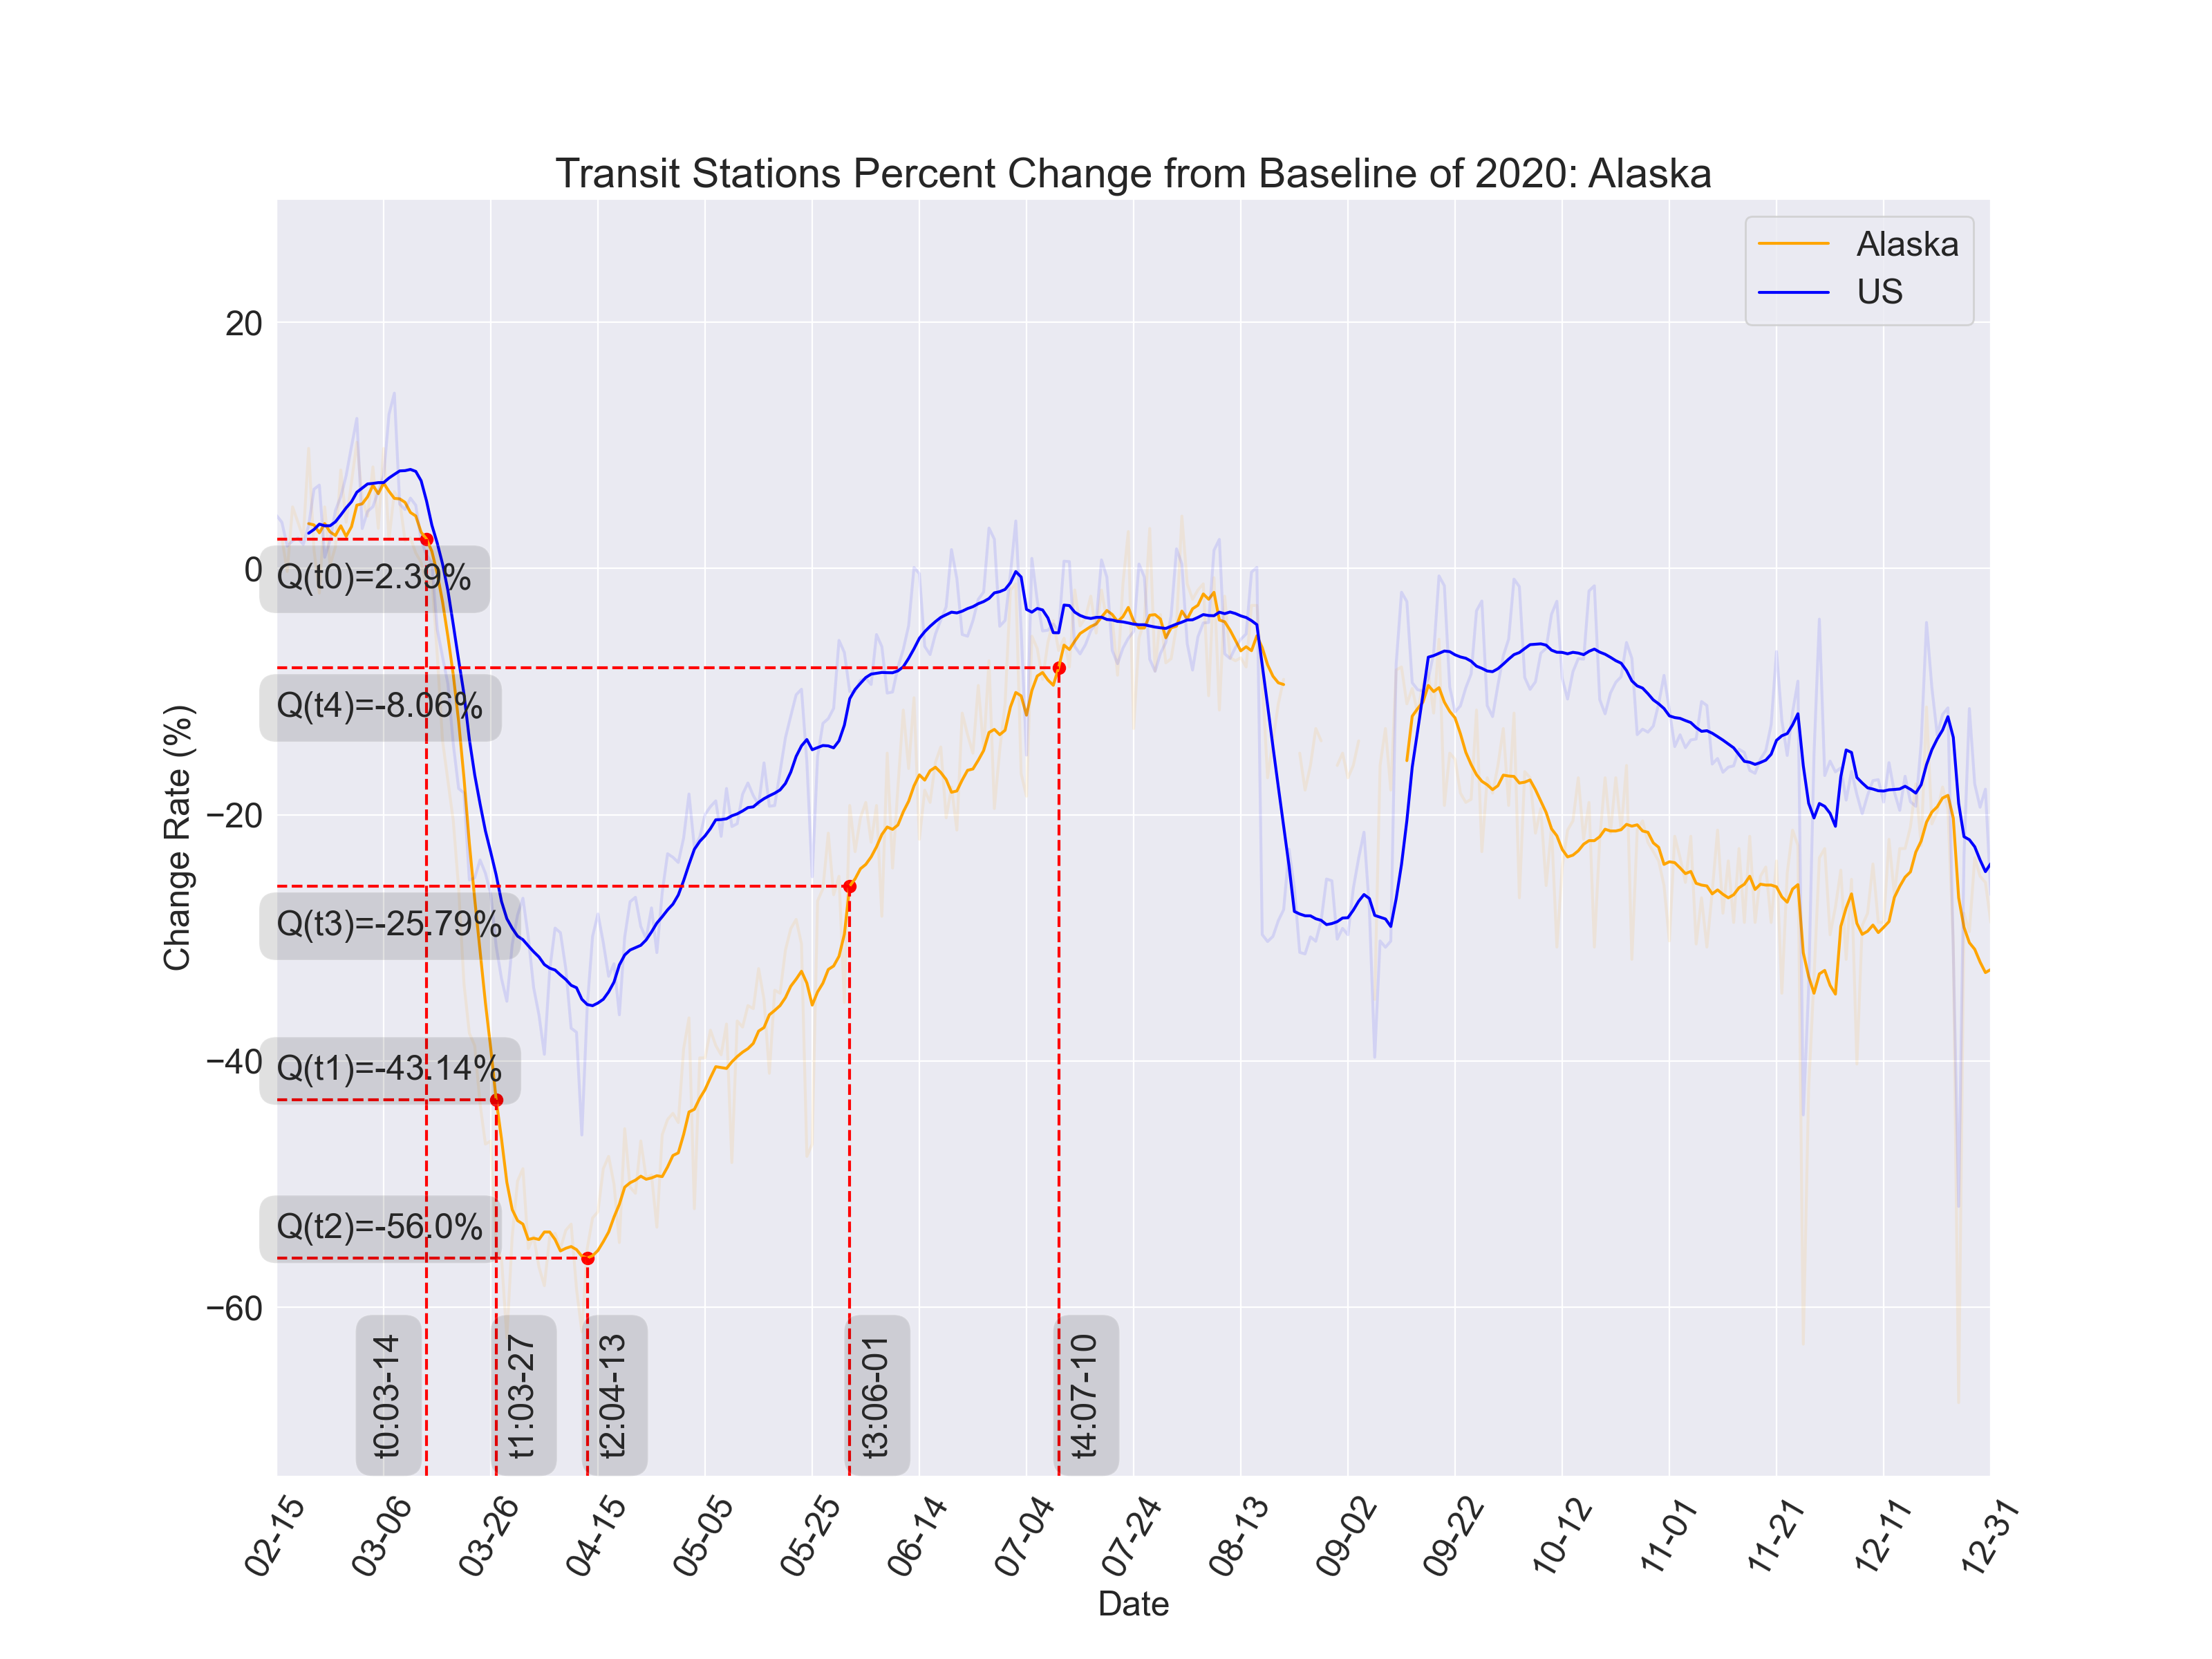 Transit Stations Percent Change from Baseline of 2020: Alaska
Alaska
US
Change Rate (%)
20
0
−20
−40
−60
Q(t0)=2.39%
Q(t4)=-8.06%
Q(t3)=-25.79%
Q(t1)=-43.14%
Q(t2)=-56.0%
t0:03-14
t1:03-27
t2:04-13
t3:06-01
t4:07-10
02-15
03-06
03-26
04-15
05-05
05-25
06-14
07-04
07-24
08-13
09-02
09-22
10-12
11-01
11-21
12-11
12-31
Date